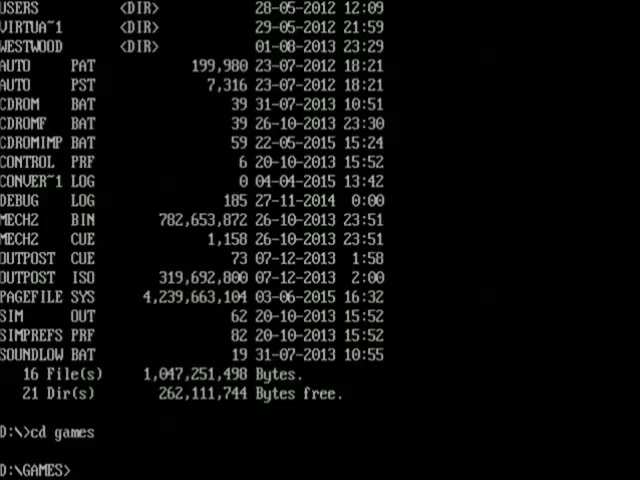 USERS <DIR> 28-05-2012 12:09
VIRTUA~1 <DIR> 29-05-2012 21:59
WESTWOOD <DIR> 01-08-2013 23:29
AUTO PAT 199,980 23-07-2012 18:21
AUTO PST 7,316 23-07-2012 18:21
CDROM BAT 39 31-07-2013 10:51
CDROMF BAT 39 26-10-2013 23:30
CDROMIMP BAT 59 22-05-2015 15:24
CONTROL PRF 6 20-10-2013 15:52
CONVER~1 LOG 0 04-04-2015 13:42
DEBUG LOG 185 27-11-2014 0:00
MECH2 BIN 782,653,872 26-10-2013 23:51
MECH2 CUE 1,158 26-10-2013 23:51
OUTPOST CUE 73 07-12-2013 1:58
OUTPOST ISO 319,692,800 07-12-2013 2:00
PAGEFILE SYS 4,239,663,104 03-06-2015 16:32
SIM OUT 62 20-10-2013 15:52
SIMPREFS PRF 82 20-10-2013 15:52
SOUNDLOW BAT 19 31-07-2013 10:55
16 File(s) 1,047,251,498 Bytes.
21 Dir(s) 262,111,744 Bytes free.
D:\>cd games
D:\GAMES>